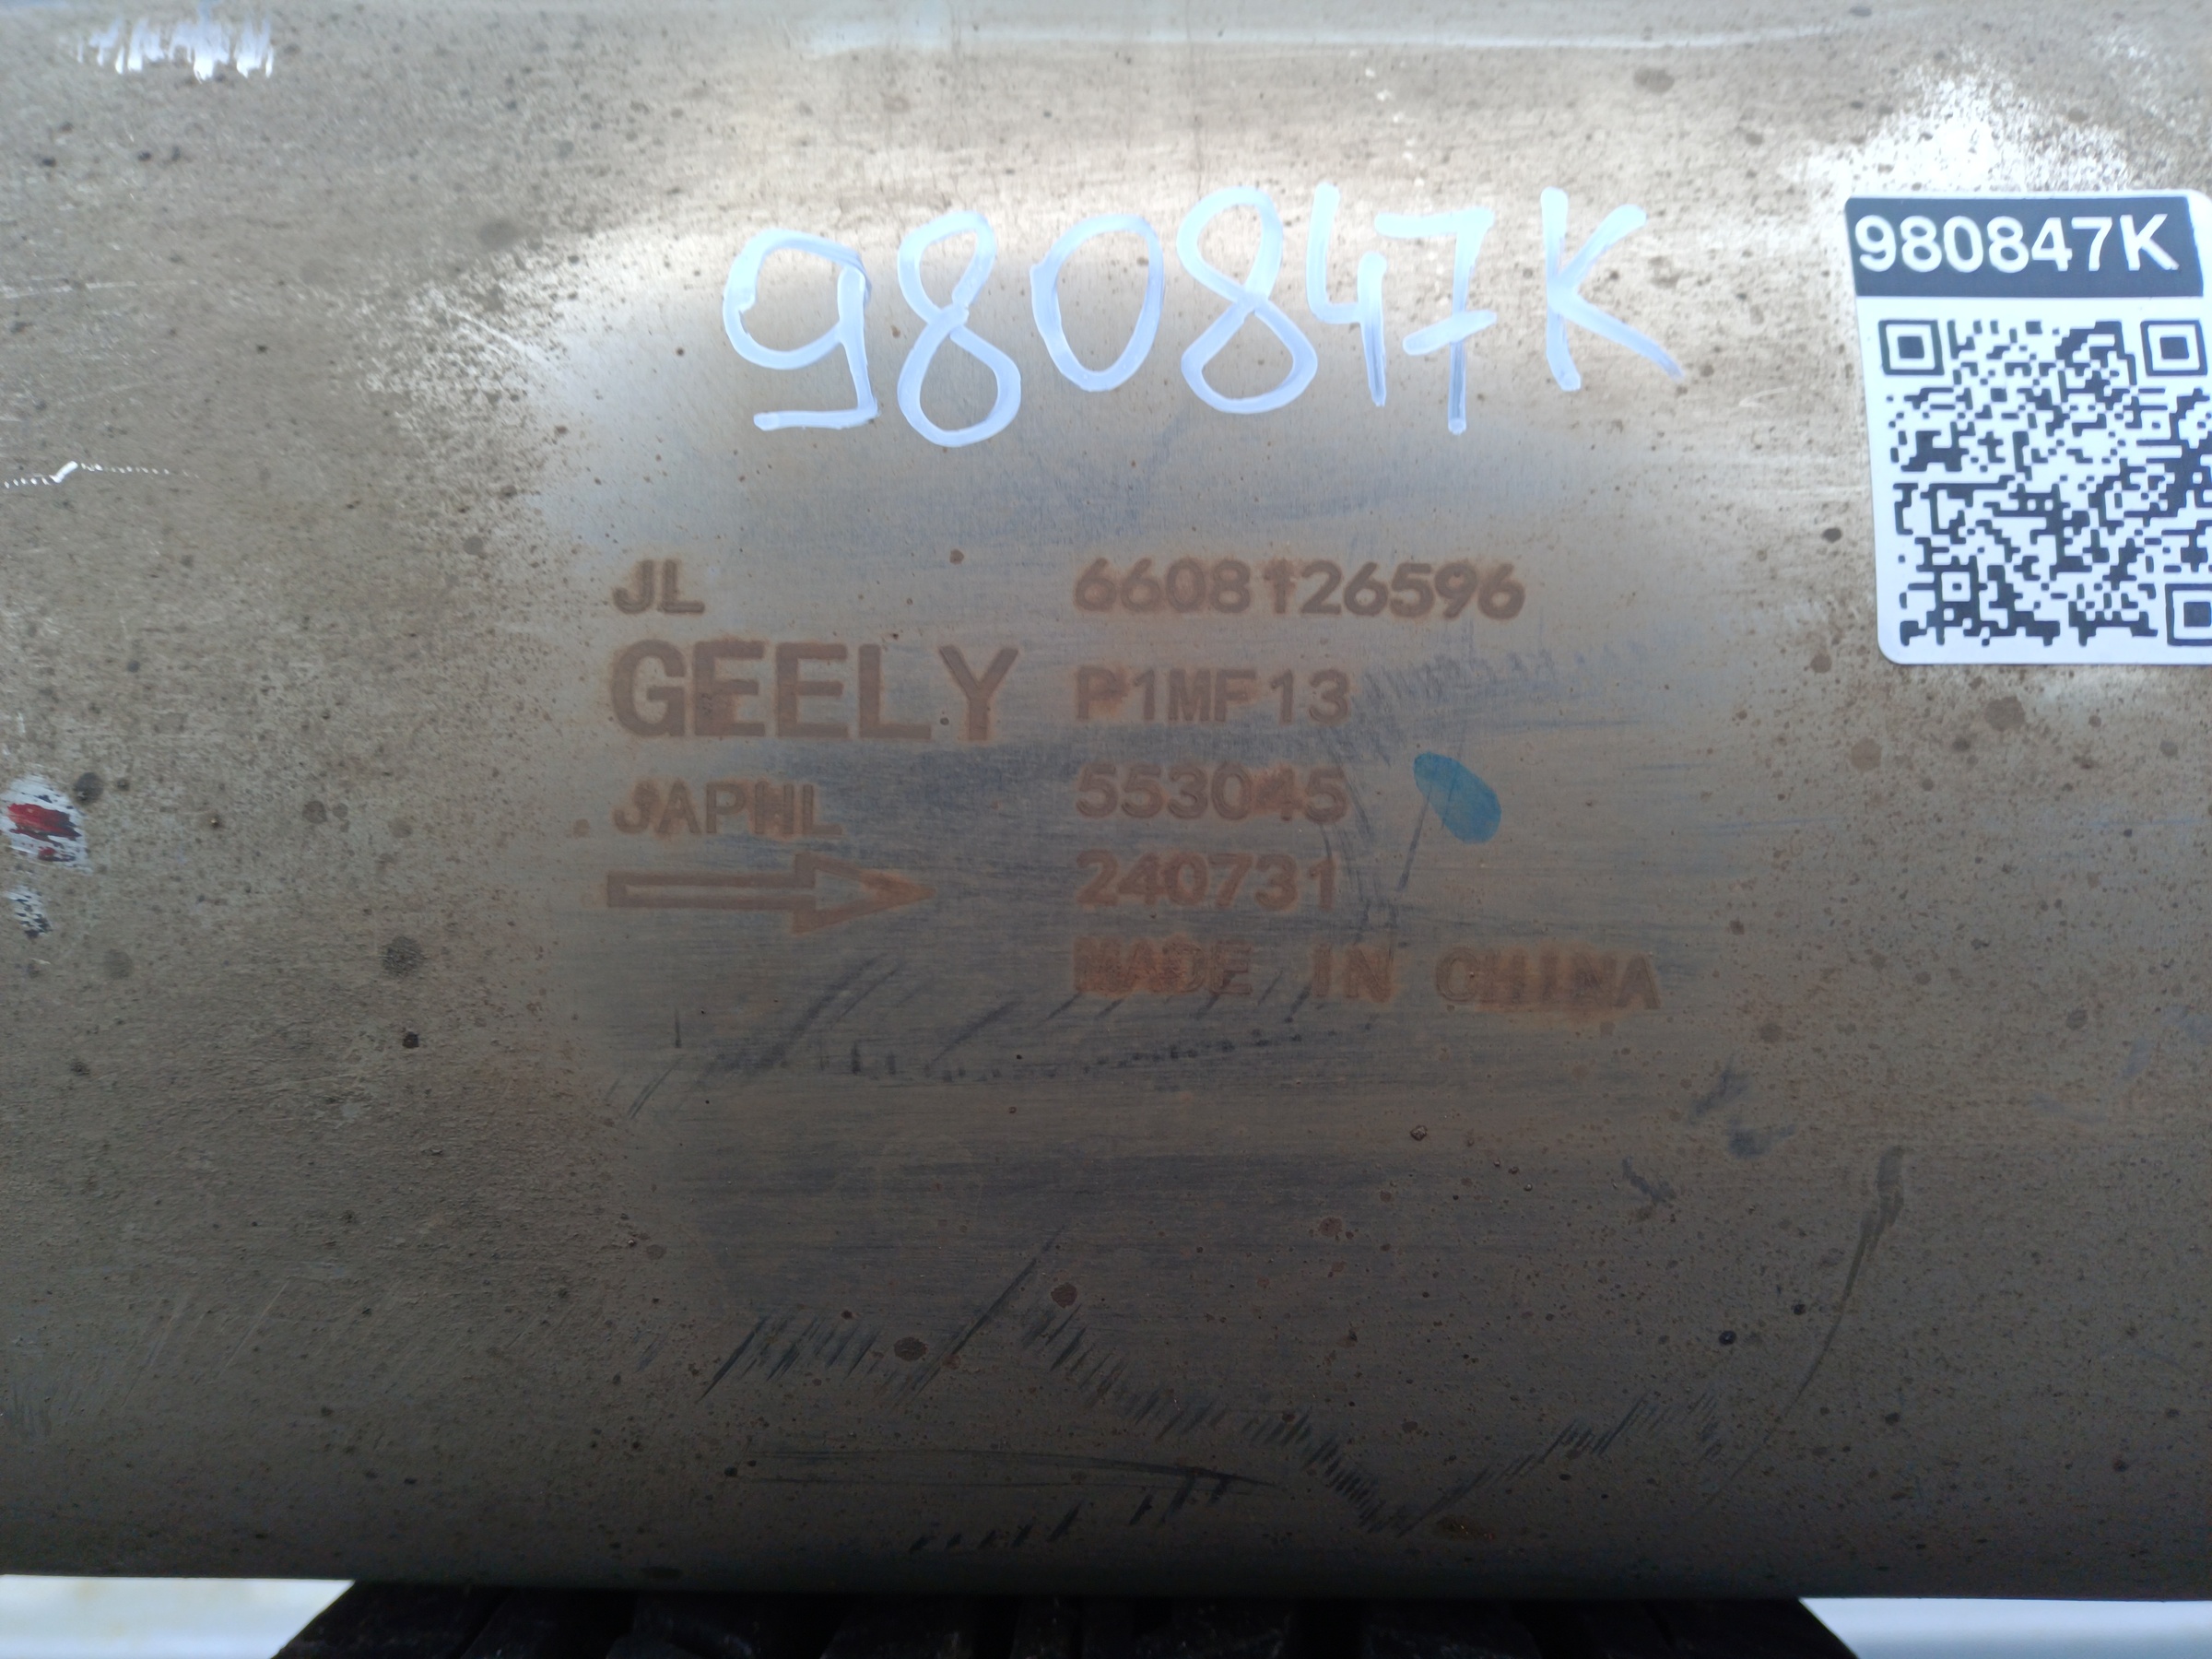 980847K
980847K
JL 6608126596
GEELY P1MF13
JAPHL 553045
240731
MADE IN CHINA